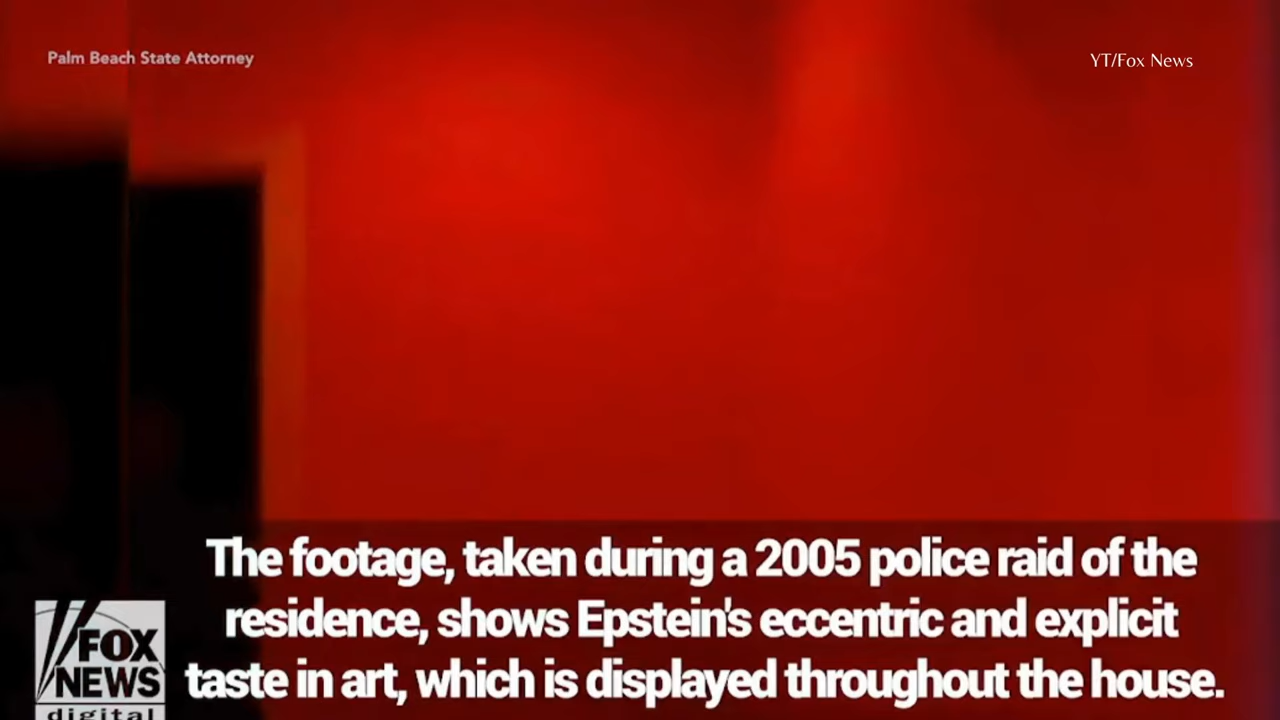 Palm Beach State Attorney
YT/Fox News
The footage, taken during a 2005 police raid of the
residence, shows Epstein's eccentric and explicit
taste in art, which is displayed throughout the house.
FOX
NEWS
digital